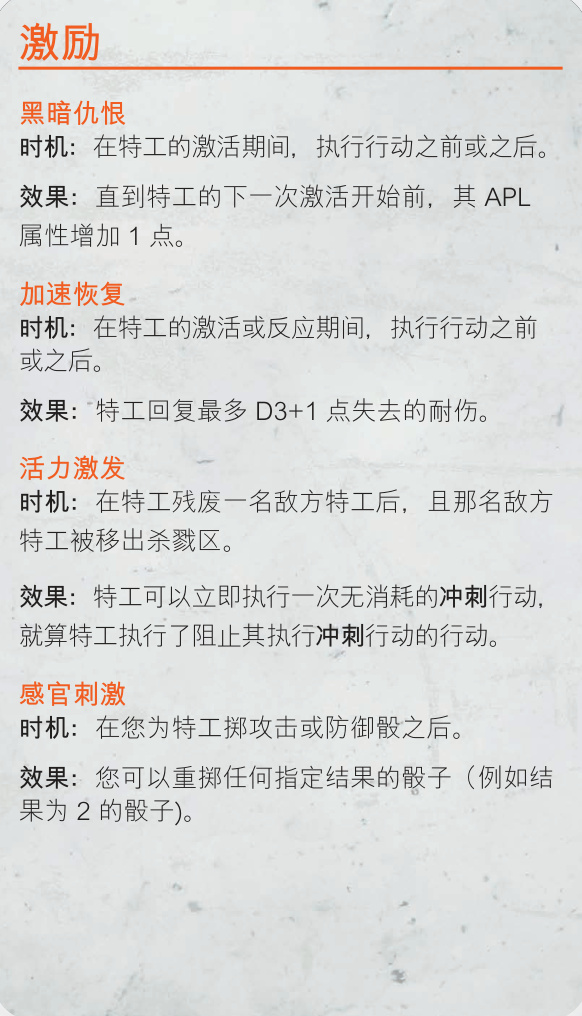 激励
黑暗仇恨
时机：在特工的激活期间，执行行动之前或之后。
效果：直到特工的下一次激活开始前，其 APL
属性增加 1 点。
加速恢复
时机：在特工的激活或反应期间，执行行动之前
或之后。
效果：特工回复最多 D3+1 点失去的耐伤。
活力激发
时机：在特工残废一名敌方特工后，且那名敌方
特工被移出杀戮区。
效果：特工可以立即执行一次无消耗的冲刺行动，
就算特工执行了阻止其执行冲刺行动的行动。
感官刺激
时机：在您为特工掷攻击或防御骰之后。
效果：您可以重掷任何指定结果的骰子（例如结
果为 2 的骰子)。